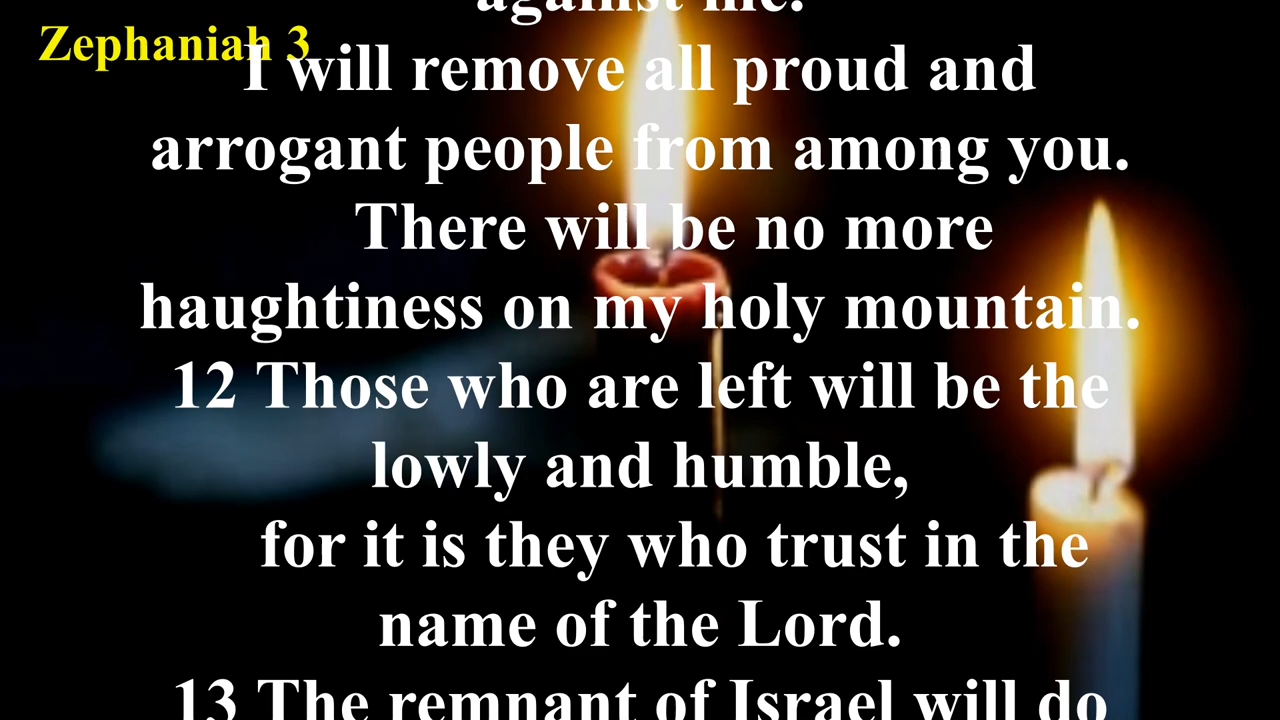 against me.
Zephaniah 3
I will remove all proud and
arrogant people from among you.
There will be no more
haughtiness on my holy mountain.
12 Those who are left will be the
lowly and humble,
for it is they who trust in the
name of the Lord.
13 The remnant of Israel will do